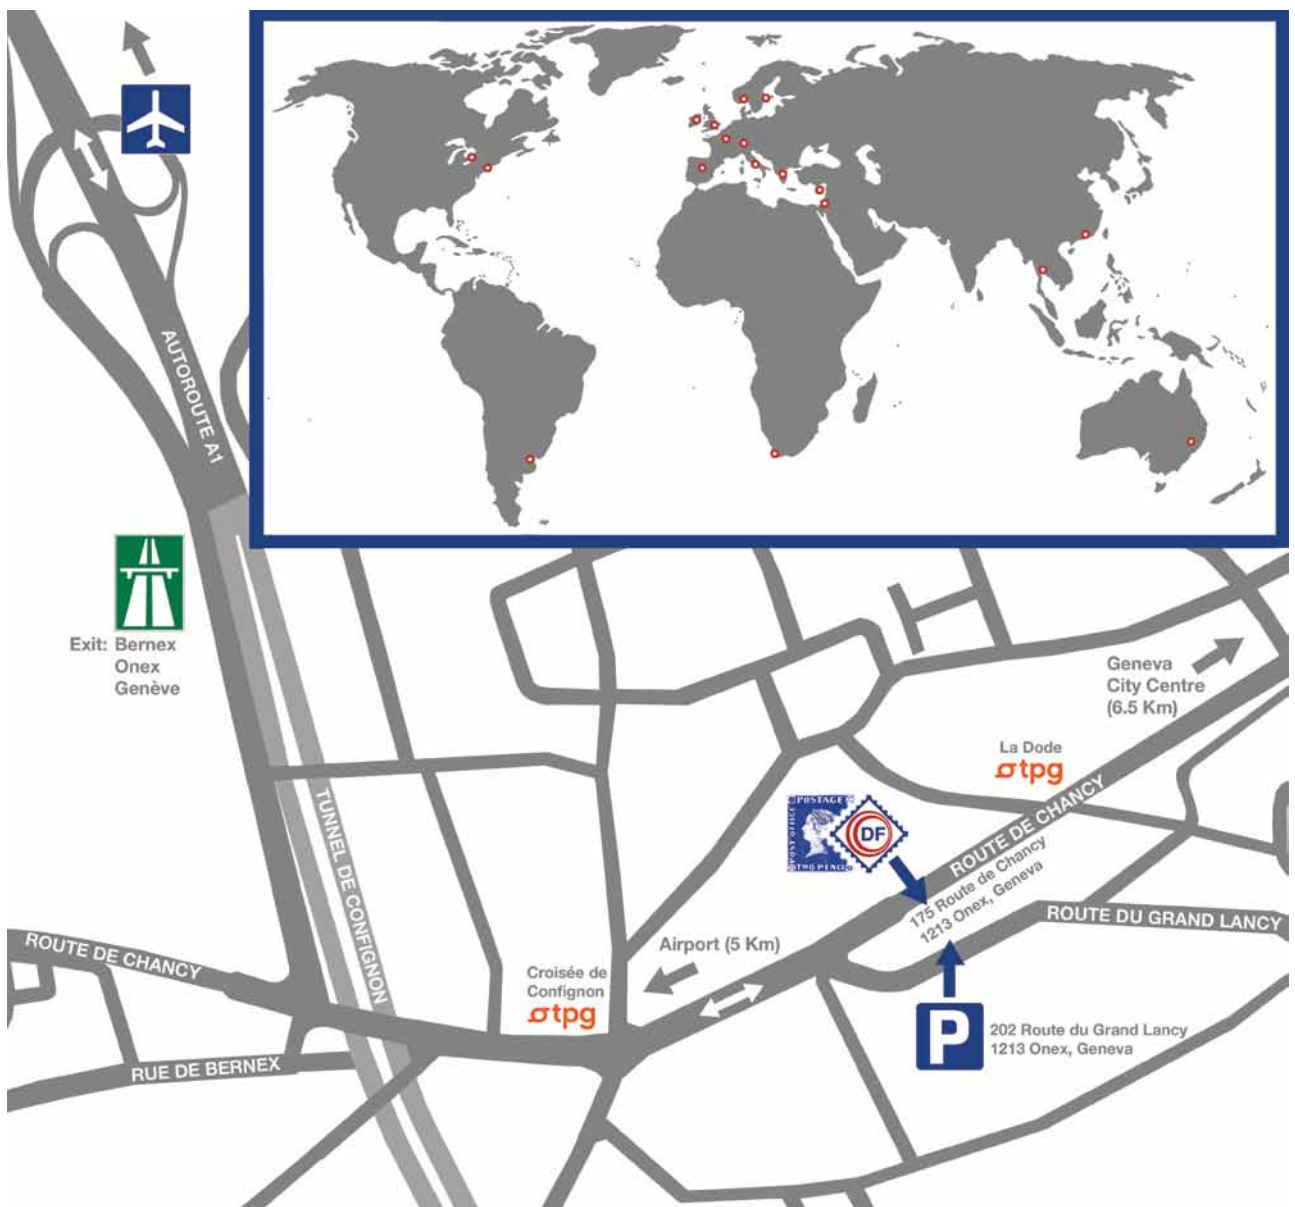 AUTOROUTE A1
Exit: Bernex
Onex
Genève
TUNNEL DE CONFIGNON
Geneva
City Centre
(6.5 Km)
La Dode
tpg
POSTAGE
POST OFFICE
TWO PENCE
DF
ROUTE DE CHANCY
175 Route de Chancy
1213 Onex, Geneva
ROUTE DU GRAND LANCY
Airport (5 Km)
Croisée de
Confignon
tpg
ROUTE DE CHANCY
RUE DE BERNEX
P
202 Route du Grand Lancy
1213 Onex, Geneva